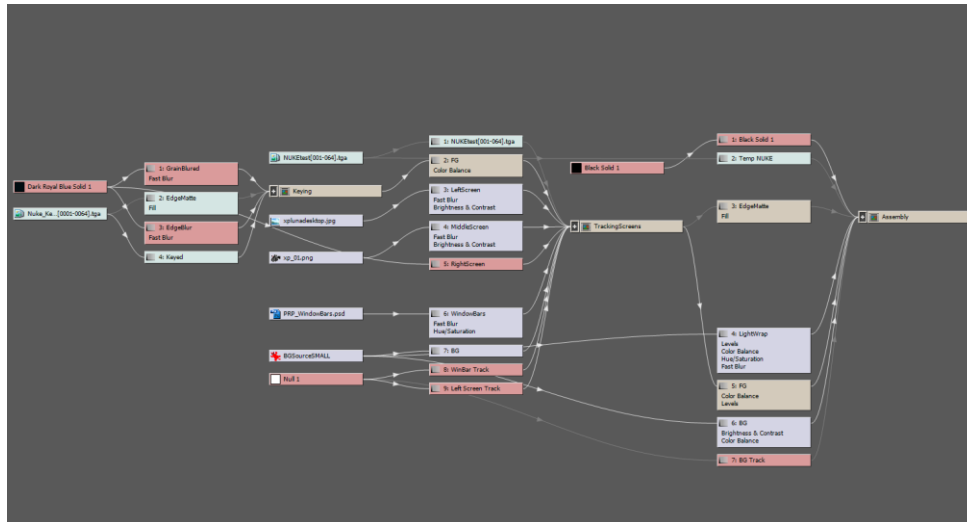 Dark Royal Blue Solid 1
Nuke_Ke...[0001-0064].tga
1: GrainBlured
Fast Blur
2: EdgeMatte
Fill
3: EdgeBlur
Fast Blur
4: Keyed
NUKEtest[001-064].tga
Keying
xplunadesktop.jpg
xp_01.png
PRP_WindowBars.psd
BGSourceSMALL
Null 1
1: NUKEtest[001-064].tga
2: FG
Color Balance
3: LeftScreen
Fast Blur
Brightness & Contrast
4: MiddleScreen
Fast Blur
Brightness & Contrast
5: RightScreen
6: WindowBars
Fast Blur
Hue/Saturation
7: BG
8: WinBar Track
9: Left Screen Track
Black Solid 1
TrackingScreens
1: Black Solid 1
2: Temp NUKE
3: EdgeMatte
Fill
4: LightWrap
Levels
Color Balance
Hue/Saturation
Fast Blur
5: FG
Color Balance
Levels
6: BG
Brightness & Contrast
Color Balance
7: BG Track
Assembly